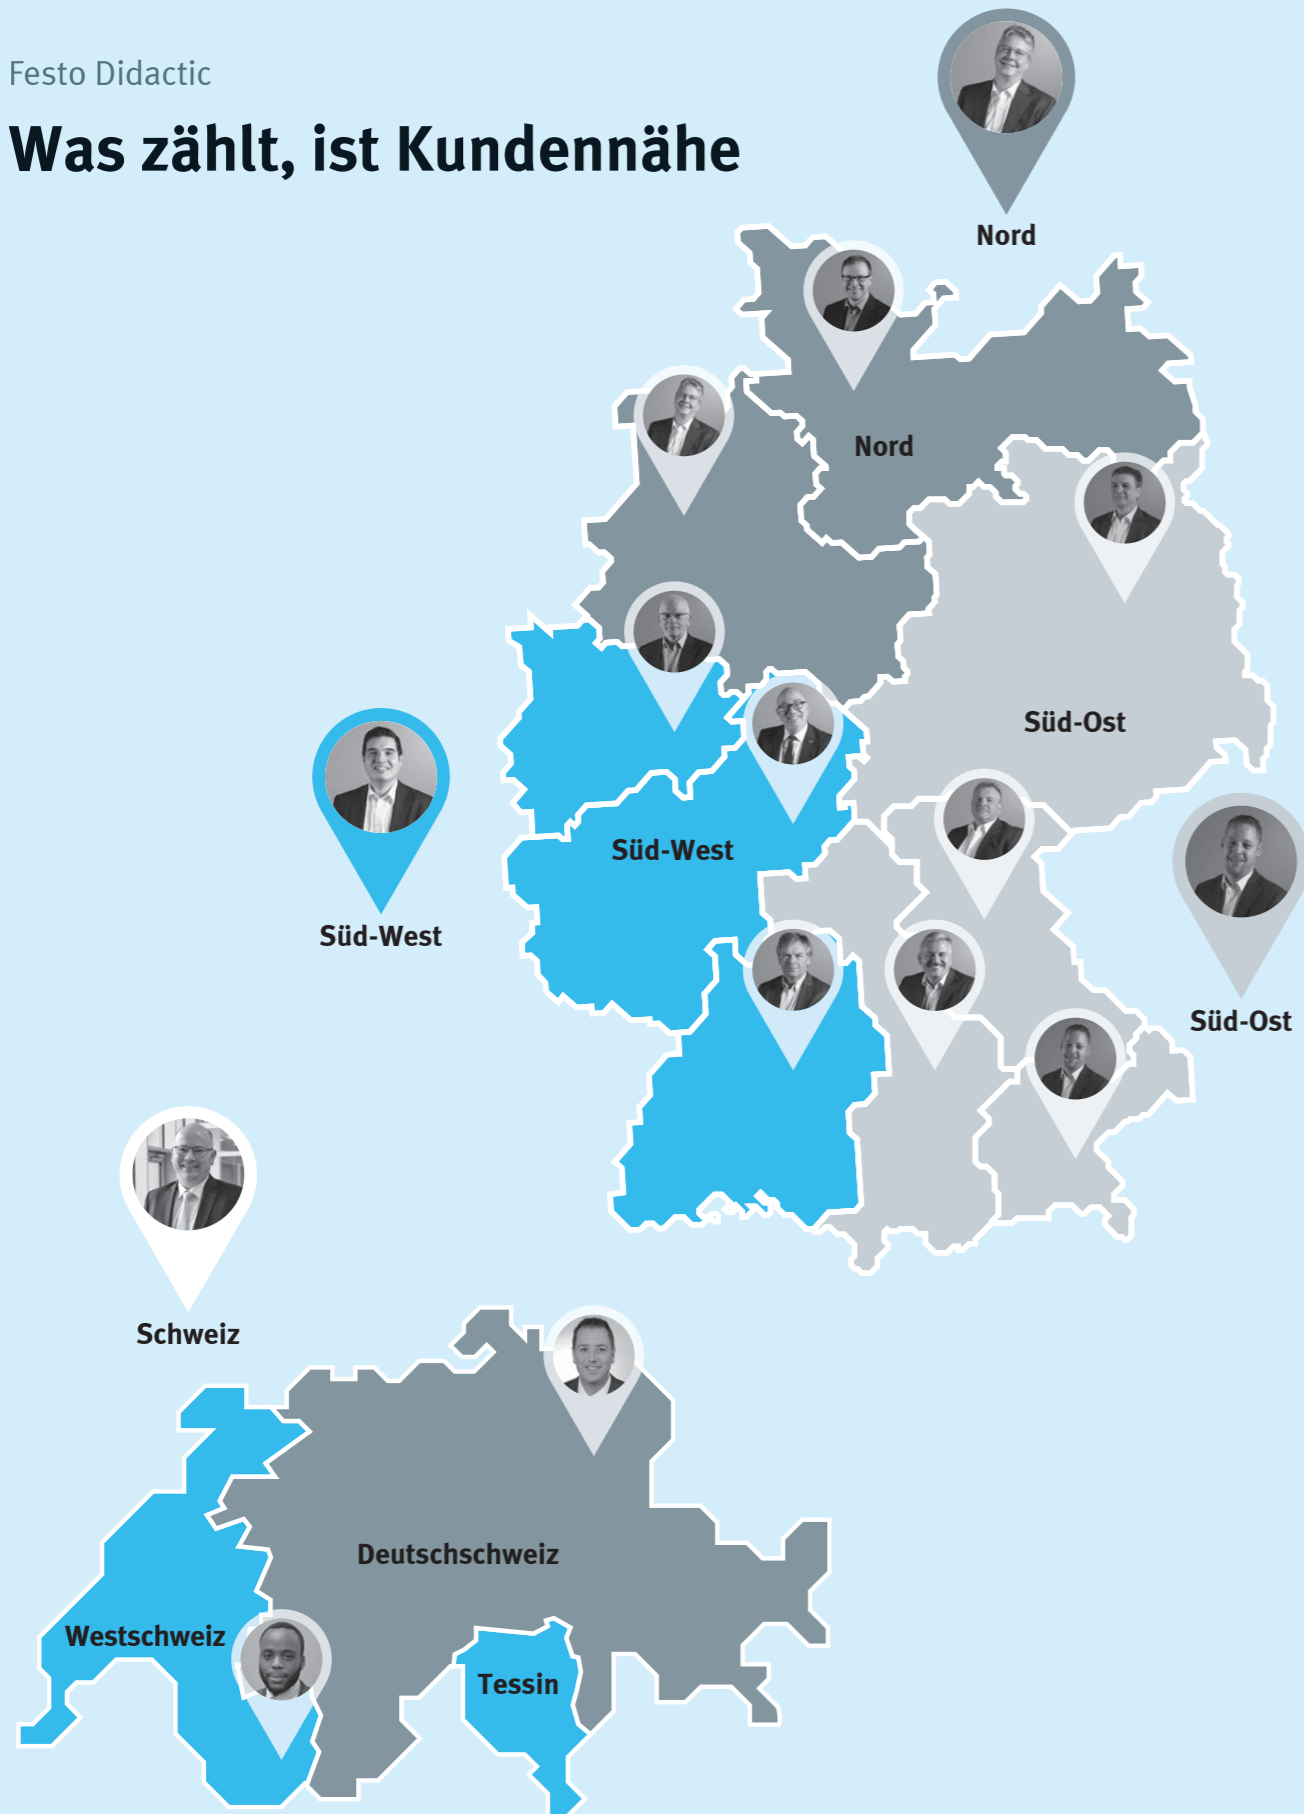 Festo Didactic
Was zählt, ist Kundennähe
Nord
Nord
Süd-Ost
Süd-West
Süd-West
Süd-Ost
Schweiz
Deutschschweiz
Westschweiz
Tessin